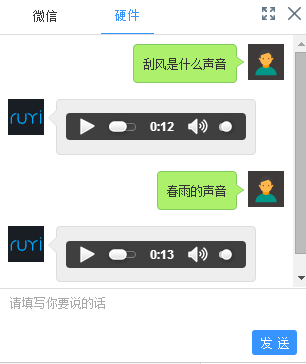 微信 硬件
刮风是什么声音
ruyi
0:12
春雨的声音
ruyi
0:13
请填写你要说的话
发 送